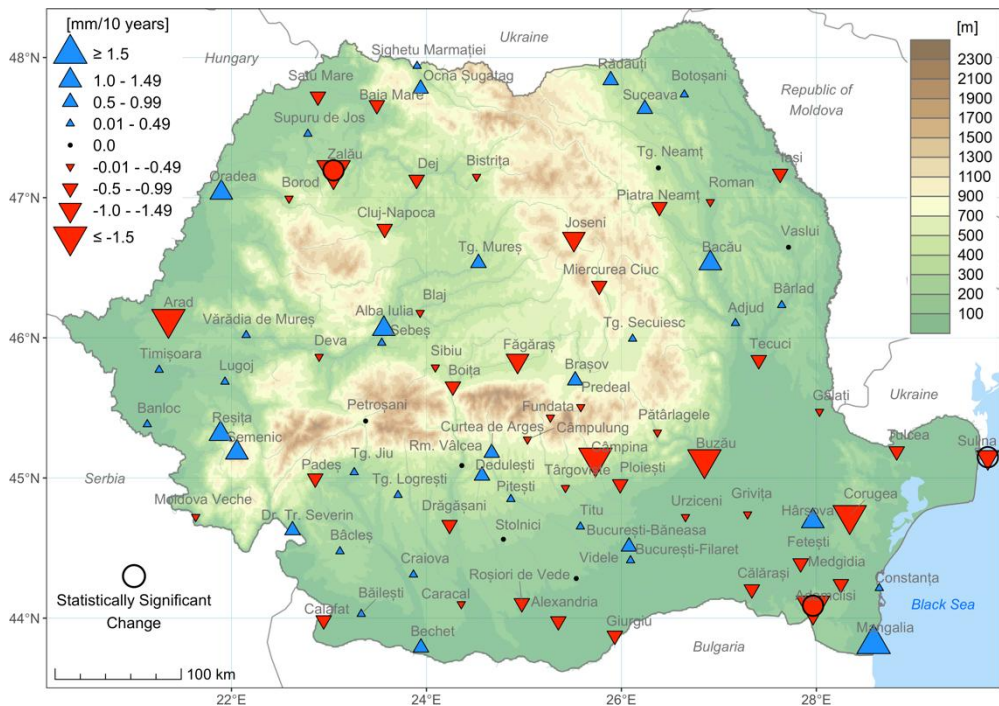 [mm/10 years]
≥ 1.5
1.0 - 1.49
0.5 - 0.99
0.01 - 0.49
0.0
-0.01 - -0.49
-0.5 - -0.99
-1.0 - -1.49
≤ -1.5
[m]
2300
2100
1900
1700
1500
1300
1100
900
700
500
400
300
200
100
48°N
47°N
46°N
45°N
44°N
22°E
24°E
26°E
28°E
Hungary
Ukraine
Republic of
Moldova
Ukraine
Serbia
Bulgaria
Black Sea
Sighetu Marmației
Ocna Șugatag
Rădăuți
Botoșani
Suceava
Satu Mare
Baia Mare
Supuru de Jos
Zalău
Dej
Bistrița
Tg. Neamț
Iași
Oradea
Borod
Piatra Neamț
Roman
Cluj-Napoca
Joseni
Tg. Mureș
Bacău
Vaslui
Miercurea Ciuc
Arad
Blaj
Bârlad
Vărădia de Mureș
Alba Iulia
Sebeș
Adjud
Tg. Secuiesc
Timișoara
Deva
Sibiu
Făgăraș
Tecuci
Lugoj
Boița
Brașov
Predeal
Banloc
Petroșani
Fundata
Galați
Reșița
Curtea de Argeș
Câmpulung
Pătârlagele
Semenic
Rm. Vâlcea
Câmpina
Buzău
Tulcea
Sulina
Padeș
Tg. Jiu
Dedulești
Târgoviște
Ploiești
Moldova Veche
Tg. Logrești
Pitești
Urziceni
Grivița
Corugea
Dr. Tr. Severin
Drăgășani
Titu
Hârșova
Bâcleș
Stolnici
București-Băneasa
Fetești
București-Filaret
Craiova
Videle
Medgidia
Roșiori de Vede
Călărași
Constanța
Băilești
Caracal
Alexandria
Adamclisi
Calafat
Giurgiu
Bechet
Mangalia
Statistically Significant
Change
100 km